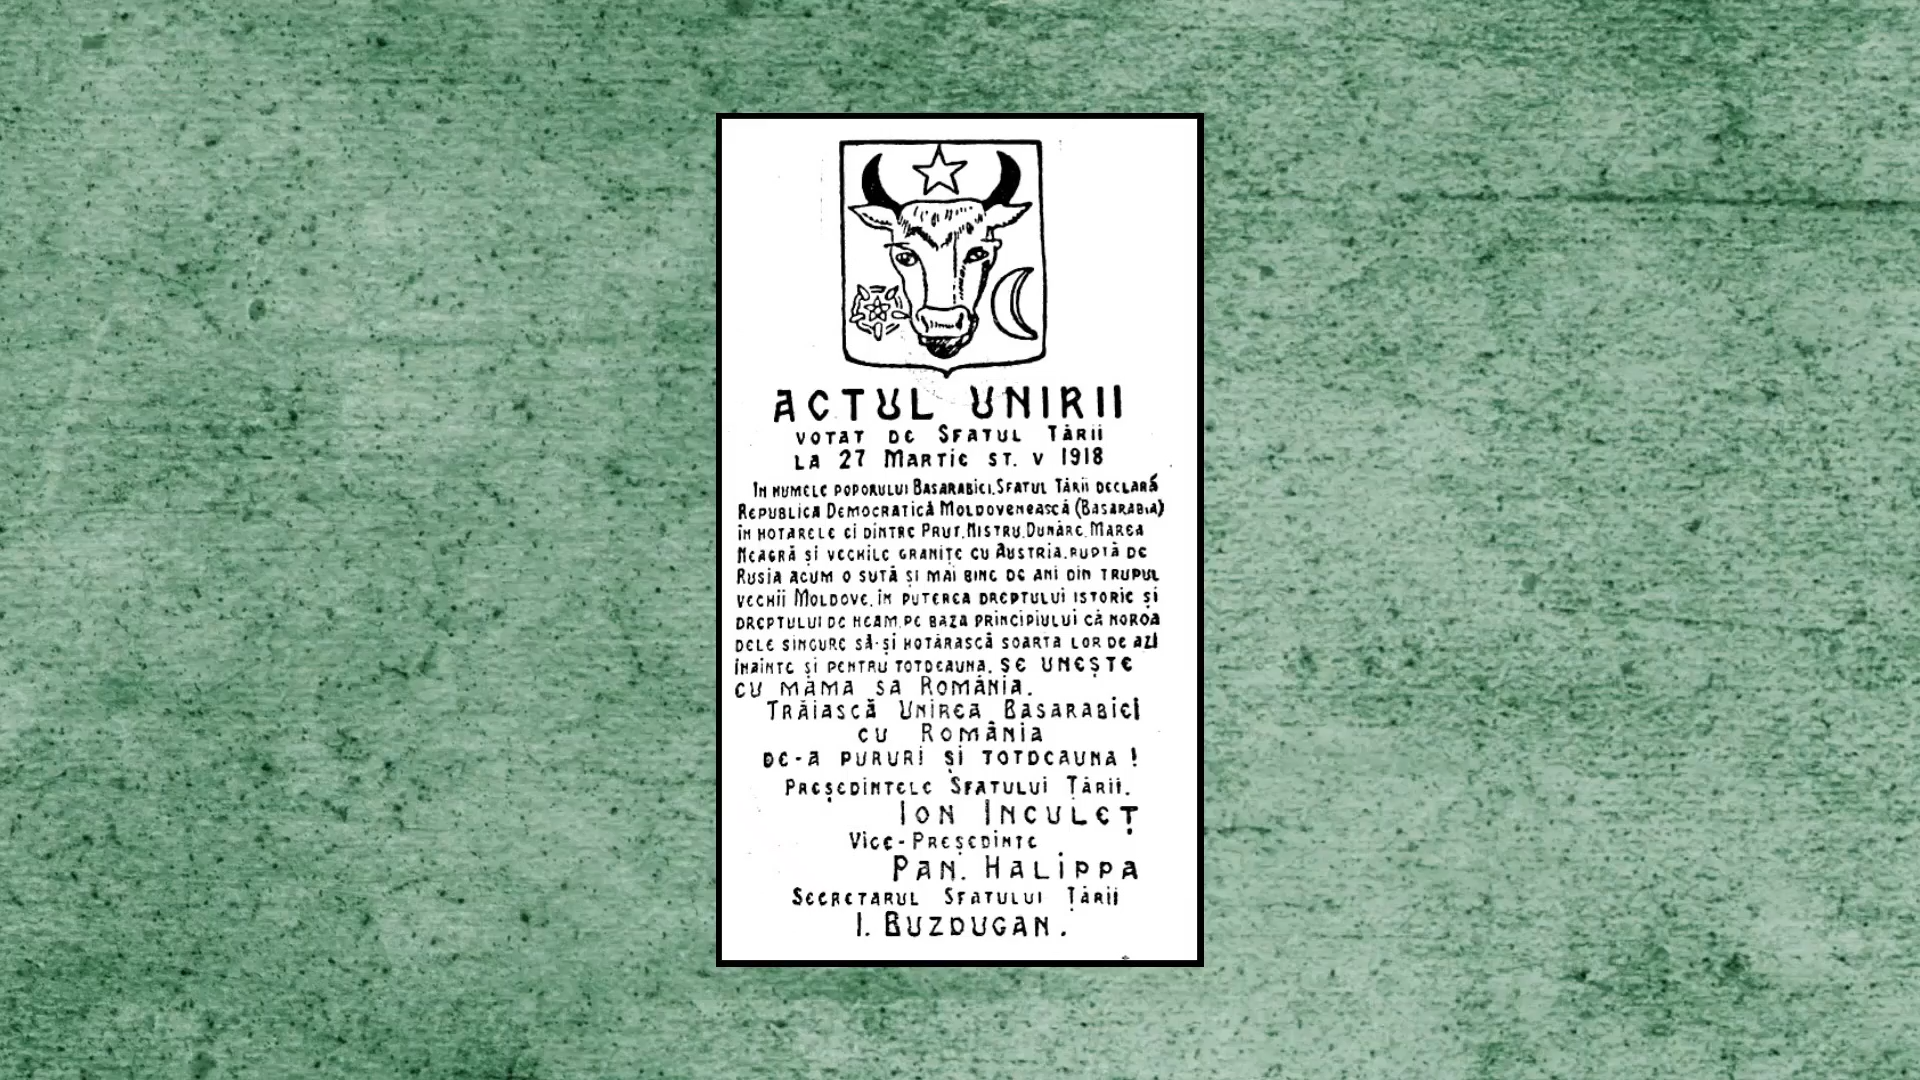 ACTUL UNIRII
VOTAT DE SFATUL ȚĂRII
LA 27 MARTIE ST. V 1918
ÎN NUMELE POPORULUI BASARABIEI, SFATUL ȚĂRII DECLARĂ
REPUBLICA DEMOCRATICĂ MOLDOVENEASCĂ (BASARABIA)
ÎN HOTARELE EI DINTRE PRUT, NISTRU, DUNĂRE, MAREA
NEAGRĂ ȘI VECHILE GRANIȚE CU AUSTRIA, RUPTĂ DE
RUSIA ACUM O SUTĂ ȘI MAI BINE DE ANI DIN TRUPUL
VECHII MOLDOVE, ÎN PUTEREA DREPTULUI ISTORIC ȘI
DREPTULUI DE NEAM, PE BAZA PRINCIPIULUI CĂ NOROA
DELE SINGURE SĂ-ȘI HOTĂRASCĂ SOARTA LOR DE AZI
ÎNAINTE ȘI PENTRU TOTDEAUNA, SE UNEȘTE
CU MAMA SA ROMÂNIA.
TRĂIASCĂ UNIREA BASARABIEI
CU ROMÂNIA
DE-A PURURI ȘI TOTDEAUNA !
PREȘEDINTELE SFATULUI ȚĂRII,
ION INCULEȚ
VICE-PREȘEDINTE
PAN. HALIPPA
SECRETARUL SFATULUI ȚĂRII
I. BUZDUGAN.